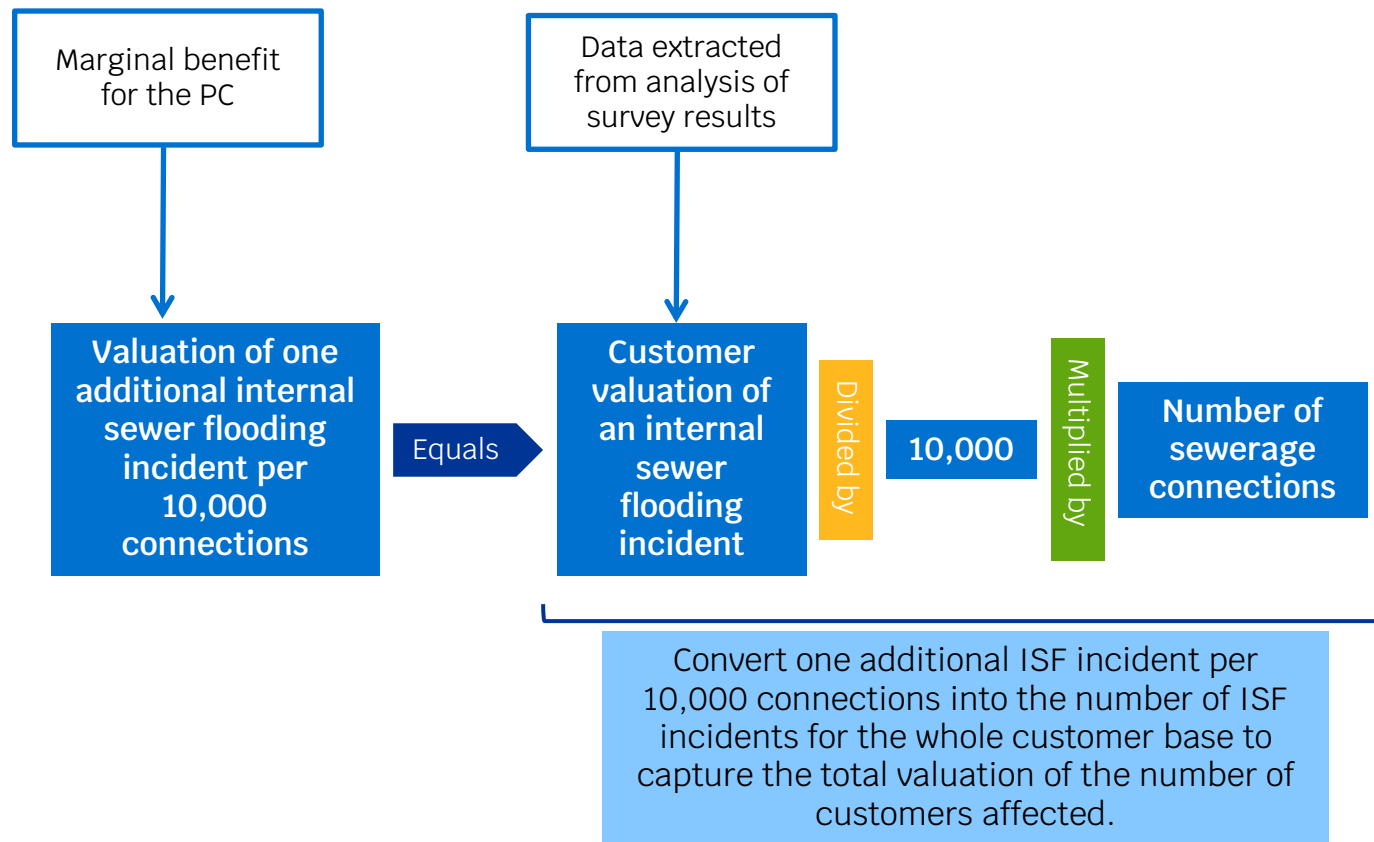 Marginal benefit
for the PC
Data extracted
from analysis of
survey results
Valuation of one
additional internal
sewer flooding
incident per
10,000
connections
Equals
Customer
valuation of
an internal
sewer
flooding
incident
Divided by
10,000
Multiplied by
Number of
sewerage
connections
Convert one additional ISF incident per
10,000 connections into the number of ISF
incidents for the whole customer base to
capture the total valuation of the number of
customers affected.